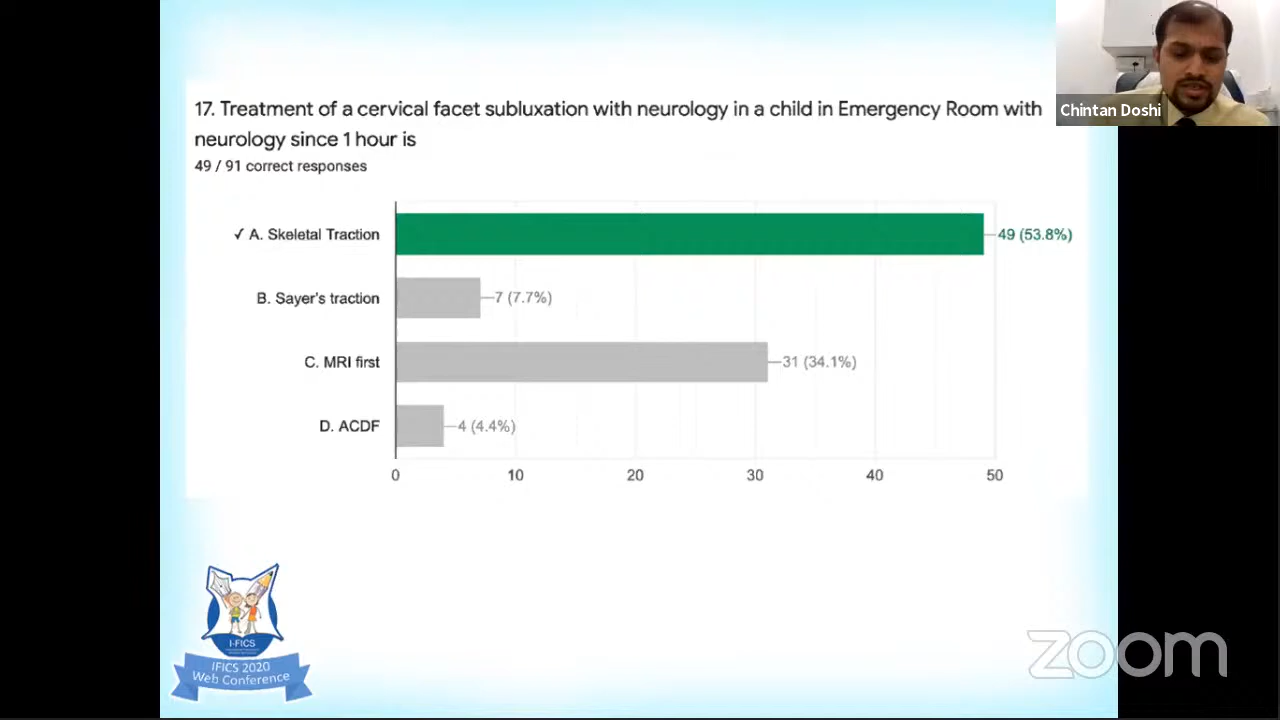 17. Treatment of a cervical facet subluxation with neurology in a child in Emergency Room with
neurology since 1 hour is
49 / 91 correct responses
✓ A. Skeletal Traction
49 (53.8%)
B. Sayer's traction
7 (7.7%)
C. MRI first
31 (34.1%)
D. ACDF
4 (4.4%)
0 10 20 30 40 50
Chintan Doshi
I-FICS
IFICS 2020
Web Conference
zoom